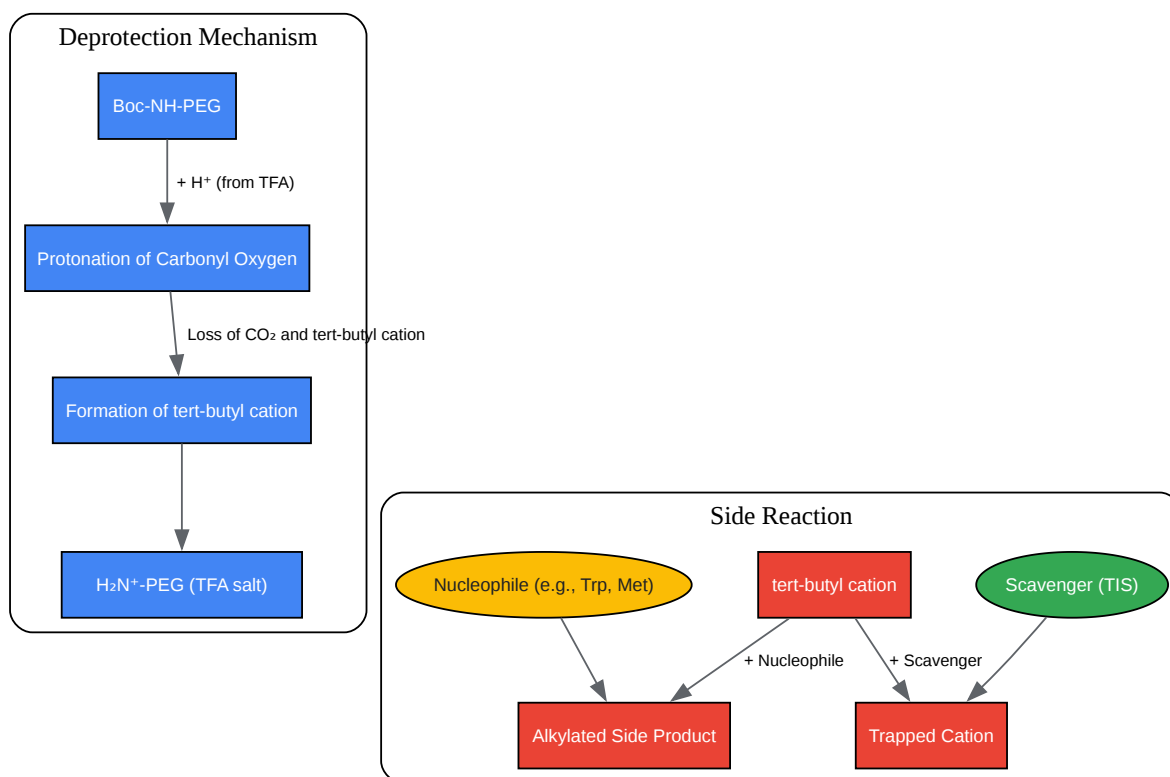 Deprotection Mechanism
Boc-NH-PEG
+ H⁺ (from TFA)
Protonation of Carbonyl Oxygen
Loss of CO₂ and tert-butyl cation
Formation of tert-butyl cation
H₂N⁺-PEG (TFA salt)
Side Reaction
Nucleophile (e.g., Trp, Met)
tert-butyl cation
Scavenger (TIS)
+ Nucleophile
+ Scavenger
Alkylated Side Product
Trapped Cation